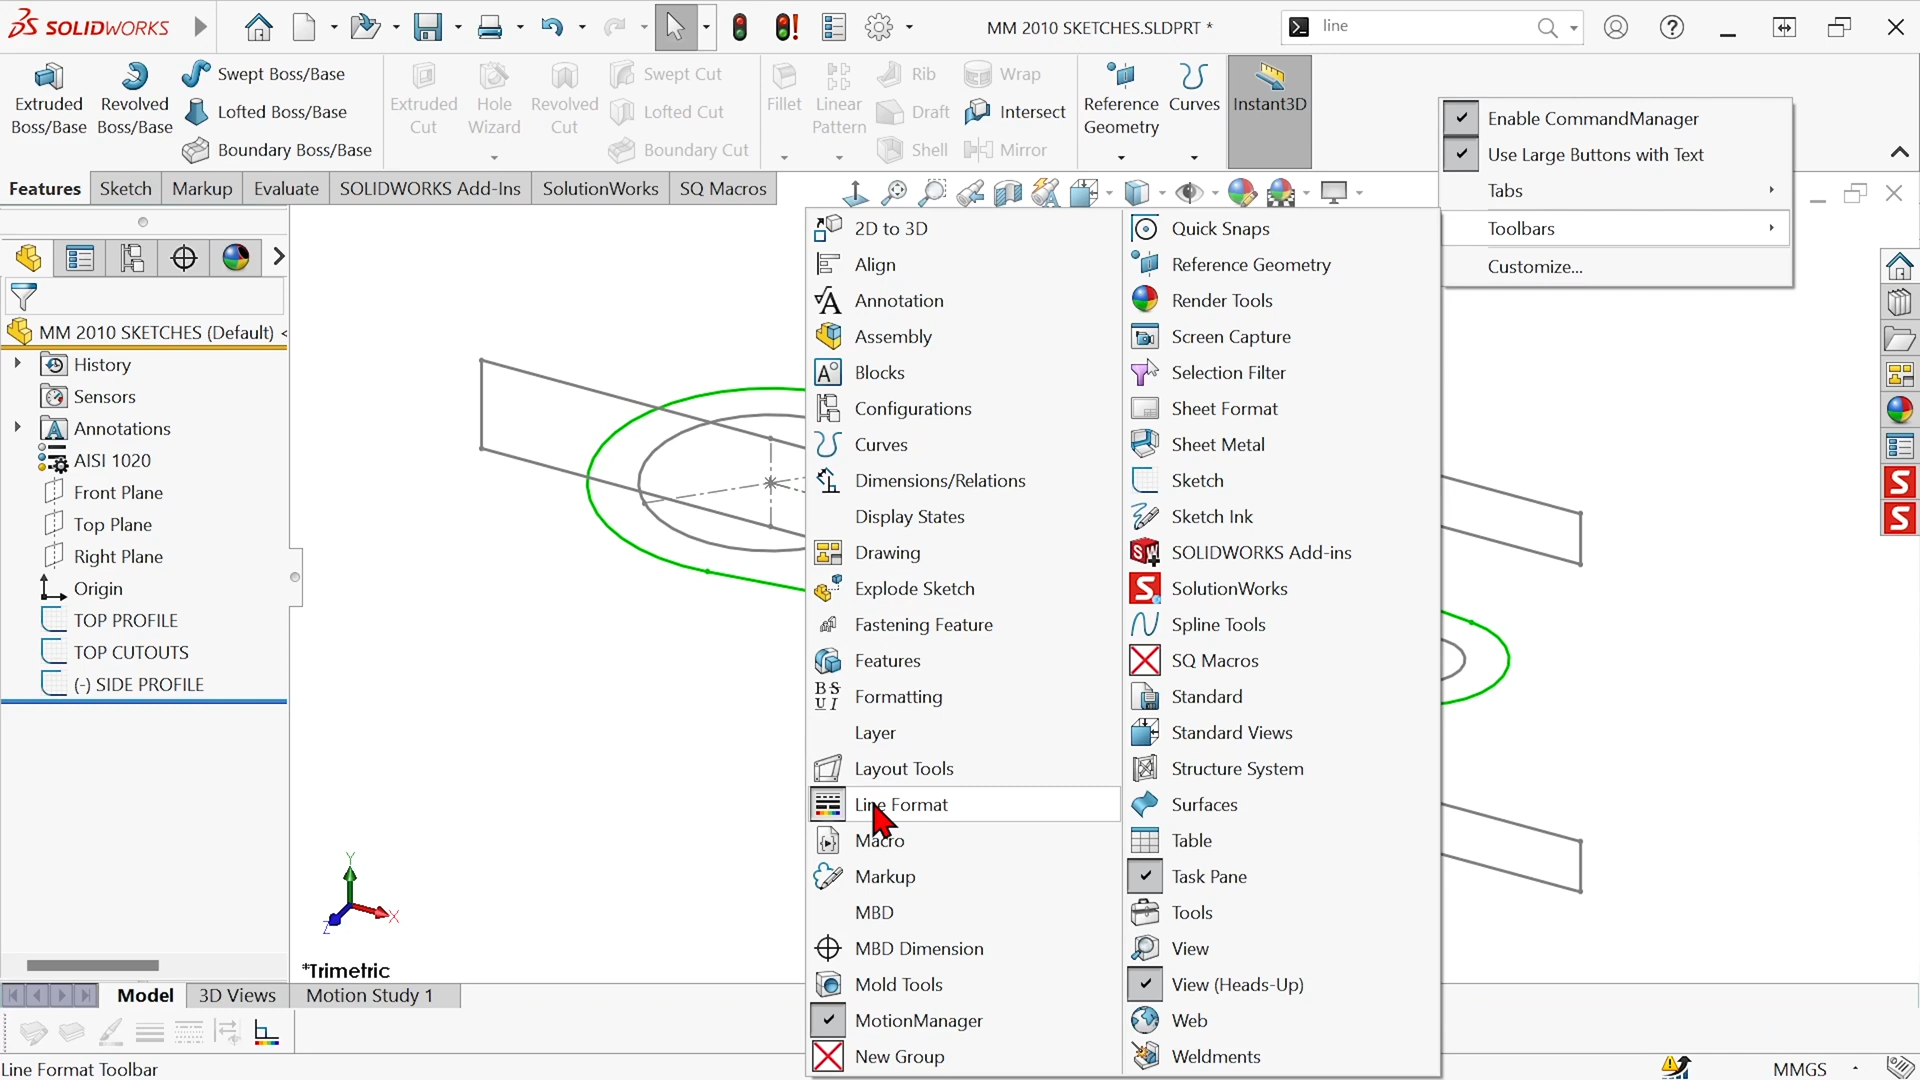 SOLIDWORKS
MM 2010 SKETCHES.SLDPRT *
line
Extruded Boss/Base
Revolved Boss/Base
Swept Boss/Base
Lofted Boss/Base
Boundary Boss/Base
Extruded Cut
Hole Wizard
Revolved Cut
Swept Cut
Lofted Cut
Boundary Cut
Fillet
Linear Pattern
Rib
Draft
Shell
Wrap
Intersect
Mirror
Reference Geometry
Curves
Instant3D
Enable CommandManager
Use Large Buttons with Text
Tabs
Toolbars
Customize...
Features
Sketch
Markup
Evaluate
SOLIDWORKS Add-Ins
SolutionWorks
SQ Macros
MM 2010 SKETCHES (Default) <
History
Sensors
Annotations
AISI 1020
Front Plane
Top Plane
Right Plane
Origin
TOP PROFILE
TOP CUTOUTS
(-) SIDE PROFILE
2D to 3D
Align
Annotation
Assembly
Blocks
Configurations
Curves
Dimensions/Relations
Display States
Drawing
Explode Sketch
Fastening Feature
Features
Formatting
Layer
Layout Tools
Line Format
Macro
Markup
MBD
MBD Dimension
Mold Tools
MotionManager
New Group
Quick Snaps
Reference Geometry
Render Tools
Screen Capture
Selection Filter
Sheet Format
Sheet Metal
Sketch
Sketch Ink
SOLIDWORKS Add-ins
SolutionWorks
Spline Tools
SQ Macros
Standard
Standard Views
Structure System
Surfaces
Table
Task Pane
Tools
View
View (Heads-Up)
Web
Weldments
Y
X
Z
*Trimetric
Model
3D Views
Motion Study 1
Line Format Toolbar
MMGS